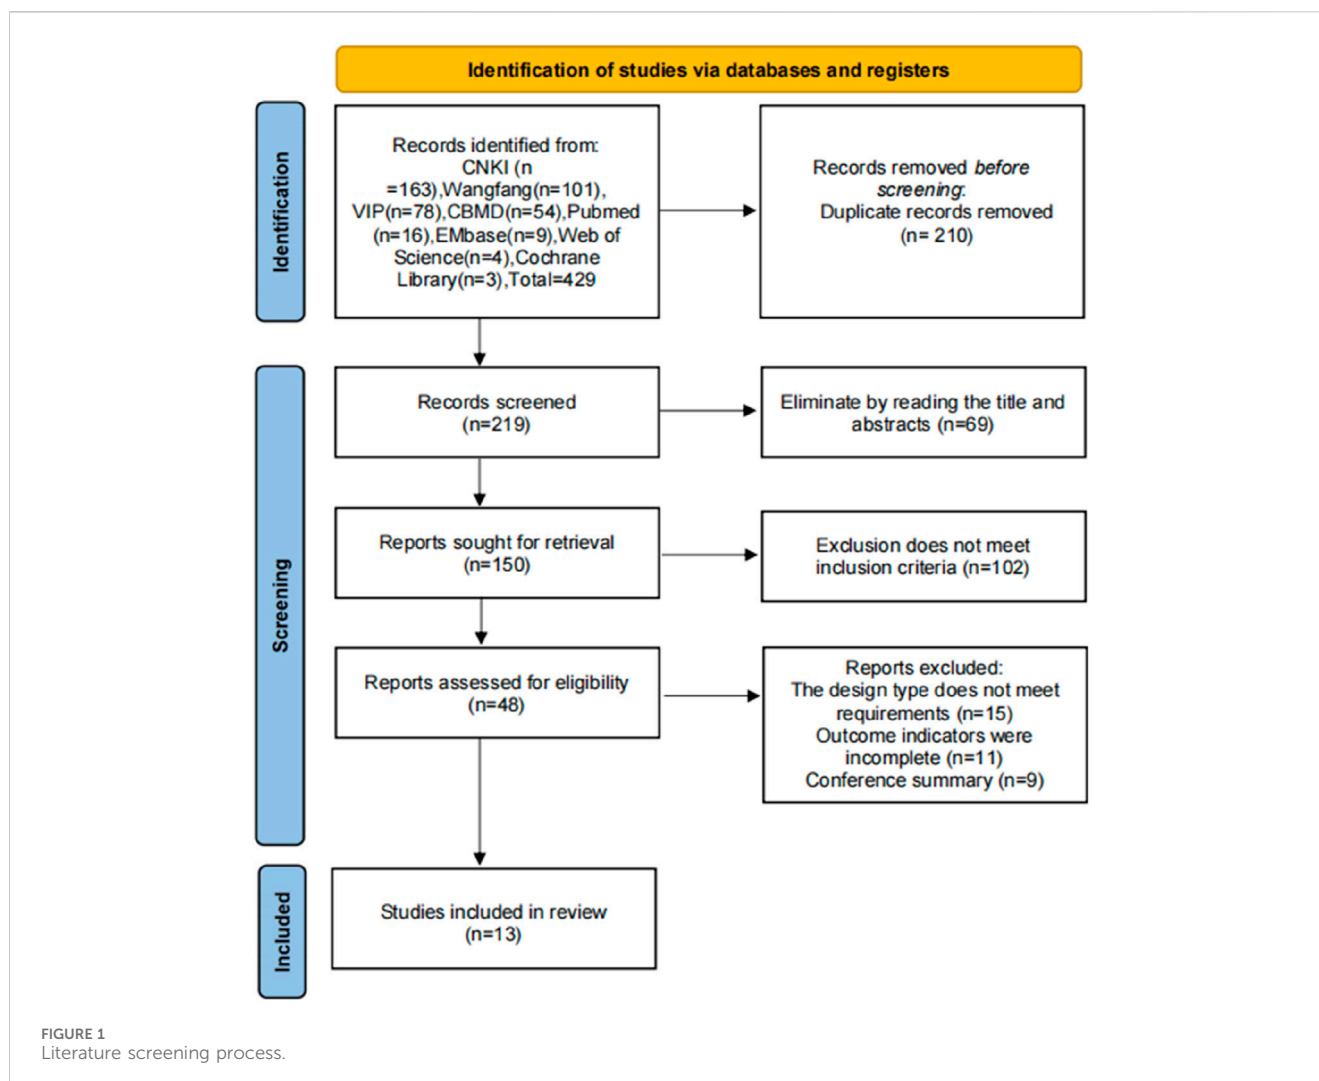 Identification of studies via databases and registers
Identification
Records identified from:
CNKI (n
=163),Wangfang(n=101),
VIP(n=78),CBMD(n=54),Pubmed
(n=16),EMbase(n=9),Web of
Science(n=4),Cochrane
Library(n=3),Total=429
Records removed before
screening:
Duplicate records removed
(n= 210)
Screening
Records screened
(n=219)
Eliminate by reading the title and
abstracts (n=69)
Reports sought for retrieval
(n=150)
Exclusion does not meet
inclusion criteria (n=102)
Reports assessed for eligibility
(n=48)
Reports excluded:
The design type does not meet
requirements (n=15)
Outcome indicators were
incomplete (n=11)
Conference summary (n=9)
Included
Studies included in review
(n=13)
FIGURE 1
Literature screening process.